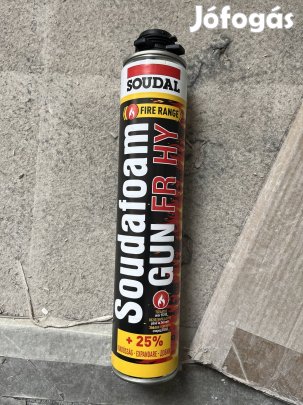 Jófogás
SOUDAL
FIRE RANGE
Soudafoam
GUN FR HY
+ 25%